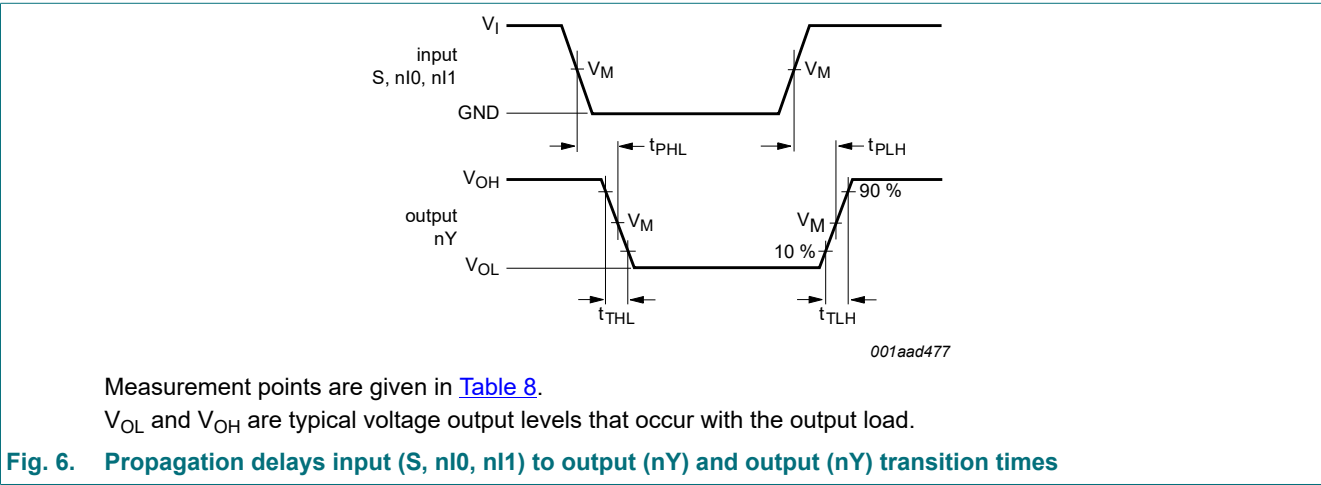 V_I
input
S, nI0, nI1
V_M
V_M
GND
t_PHL
t_PLH
V_OH
90 %
output
nY
V_M
V_M
10 %
V_OL
t_THL
t_TLH
001aad477
Measurement points are given in Table 8.
V_OL and V_OH are typical voltage output levels that occur with the output load.
Fig. 6. Propagation delays input (S, nI0, nI1) to output (nY) and output (nY) transition times